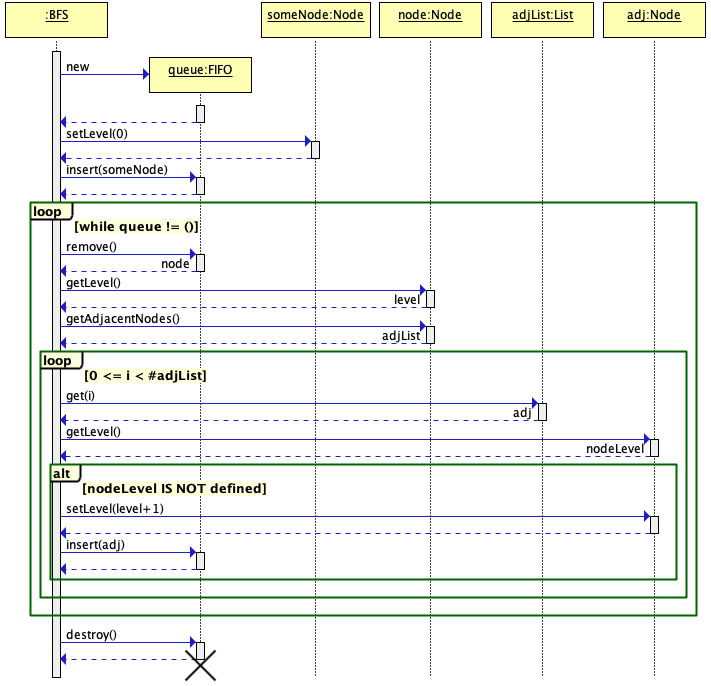 :BFS
someNode:Node
node:Node
adjList:List
adj:Node
new
queue:FIFO
setLevel(0)
insert(someNode)
loop
[while queue != ()]
remove()
node
getLevel()
level
getAdjacentNodes()
adjList
loop
[0 <= i < #adjList]
get(i)
adj
getLevel()
nodeLevel
alt
[nodeLevel IS NOT defined]
setLevel(level+1)
insert(adj)
destroy()